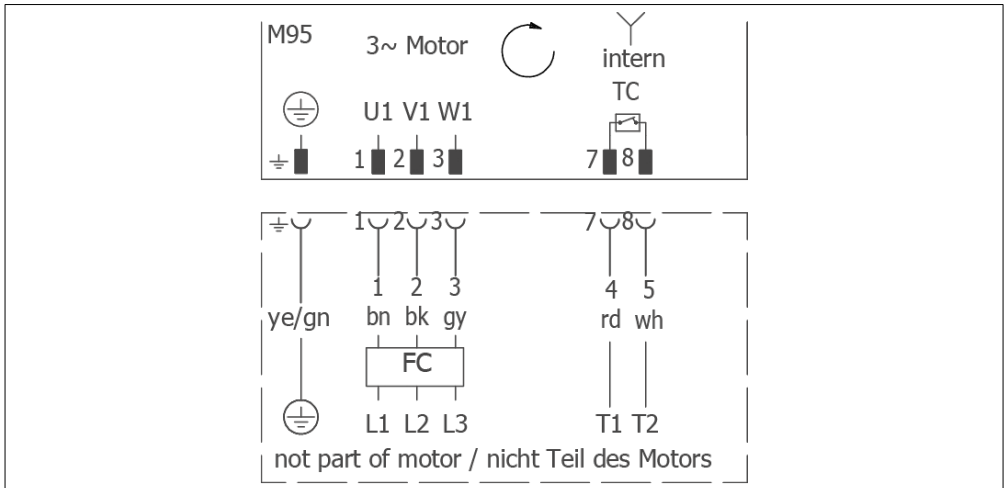 M95
3~ Motor
intern
TC
U1 V1 W1
1 2 3 7 8
1 2 3 7 8
1 2 3 4 5
ye/gn bn bk gy rd wh
FC
L1 L2 L3 T1 T2
not part of motor / nicht Teil des Motors